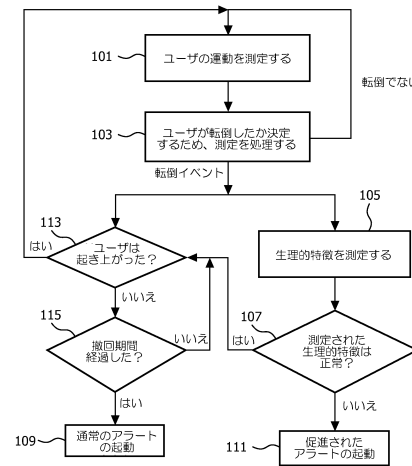 101
ユーザの運動を測定する
103
ユーザが転倒したか決定
するため、測定を処理する
転倒でない
転倒イベント
113
ユーザは
起き上がった？
はい
いいえ
105
生理的特徴を測定する
115
撤回期間
経過した？
いいえ
はい
107
測定された
生理的特徴は
正常？
はい
いいえ
109
通常のアラート
の起動
111
促進された
アラートの起動